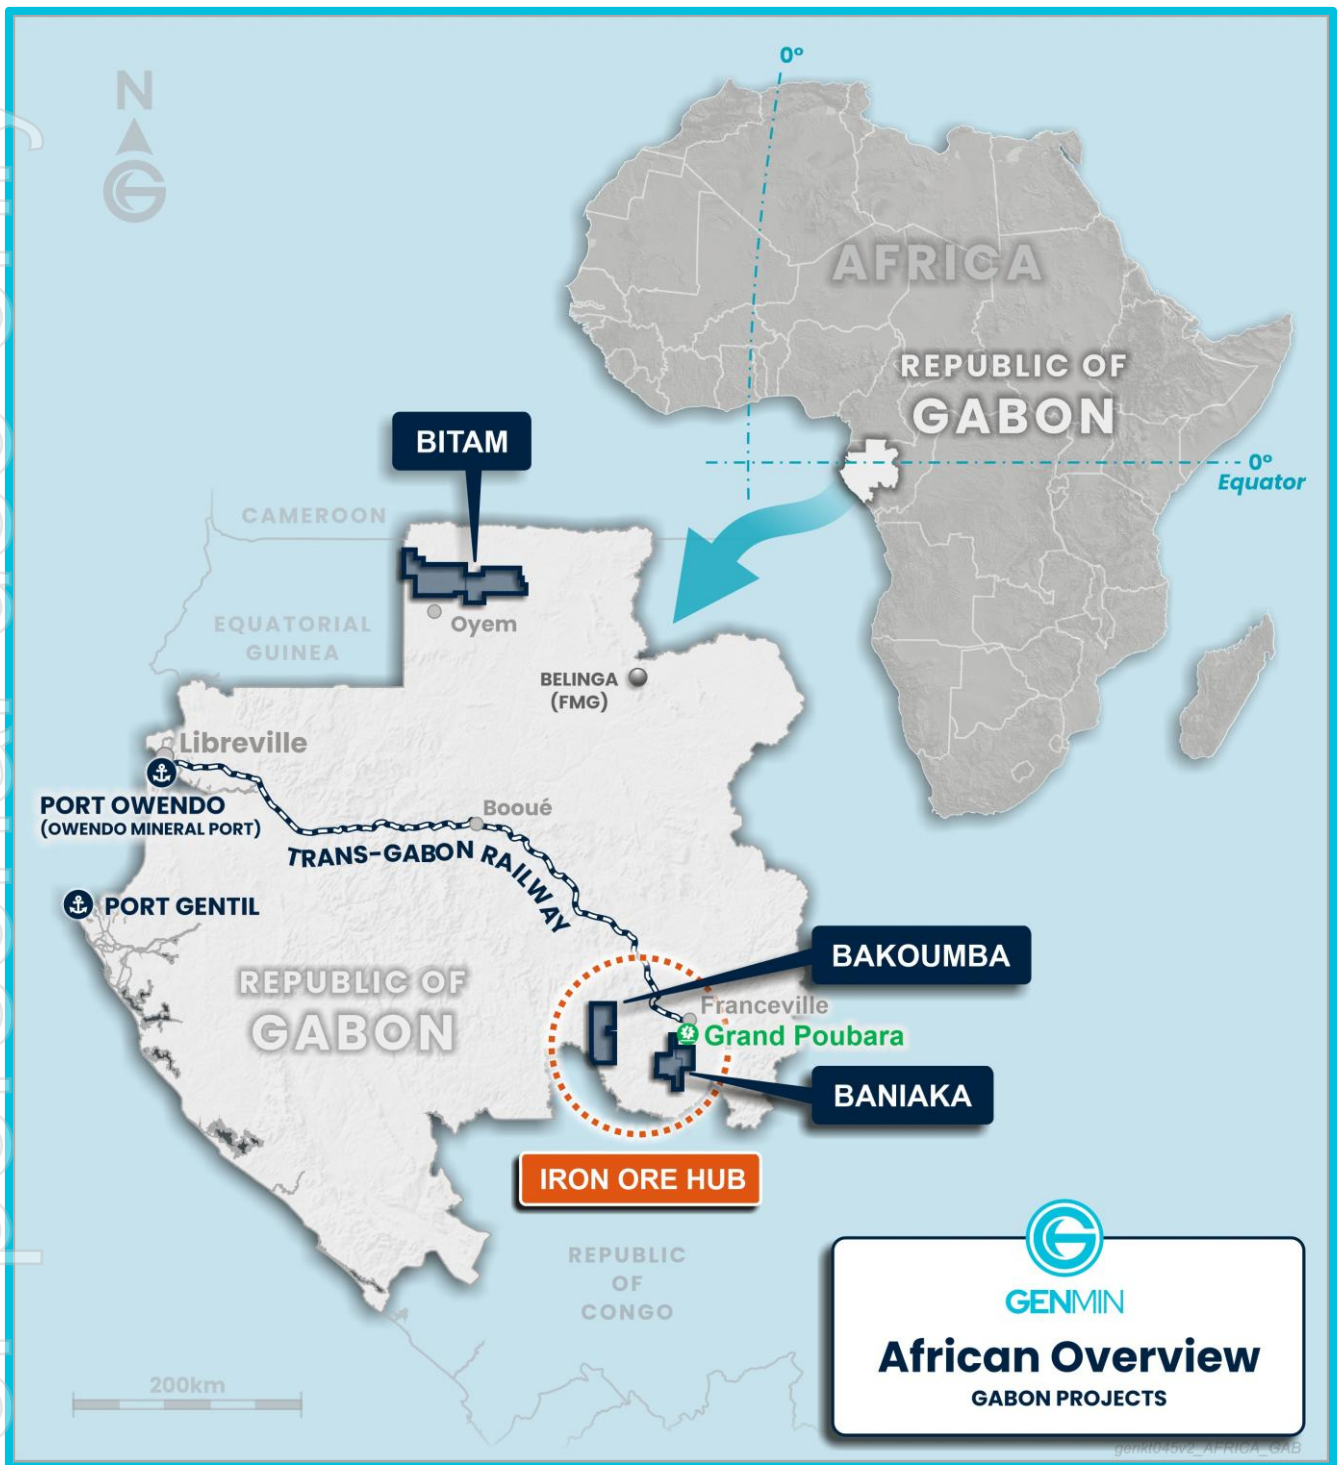 N
0°
AFRICA
REPUBLIC OF
GABON
0°
Equator
BITAM
CAMEROON
EQUATORIAL
GUINEA
Oyem
BELINGA
(FMG)
Libreville
PORT OWENDO
(OWENDO MINERAL PORT)
Booué
TRANS-GABON RAILWAY
PORT GENTIL
REPUBLIC OF
GABON
BAKOUMBA
Franceville
Grand Poubara
BANIAKA
IRON ORE HUB
REPUBLIC
OF
CONGO
200km
GENMIN
African Overview
GABON PROJECTS
genkt045v2_AFRICA_GAB